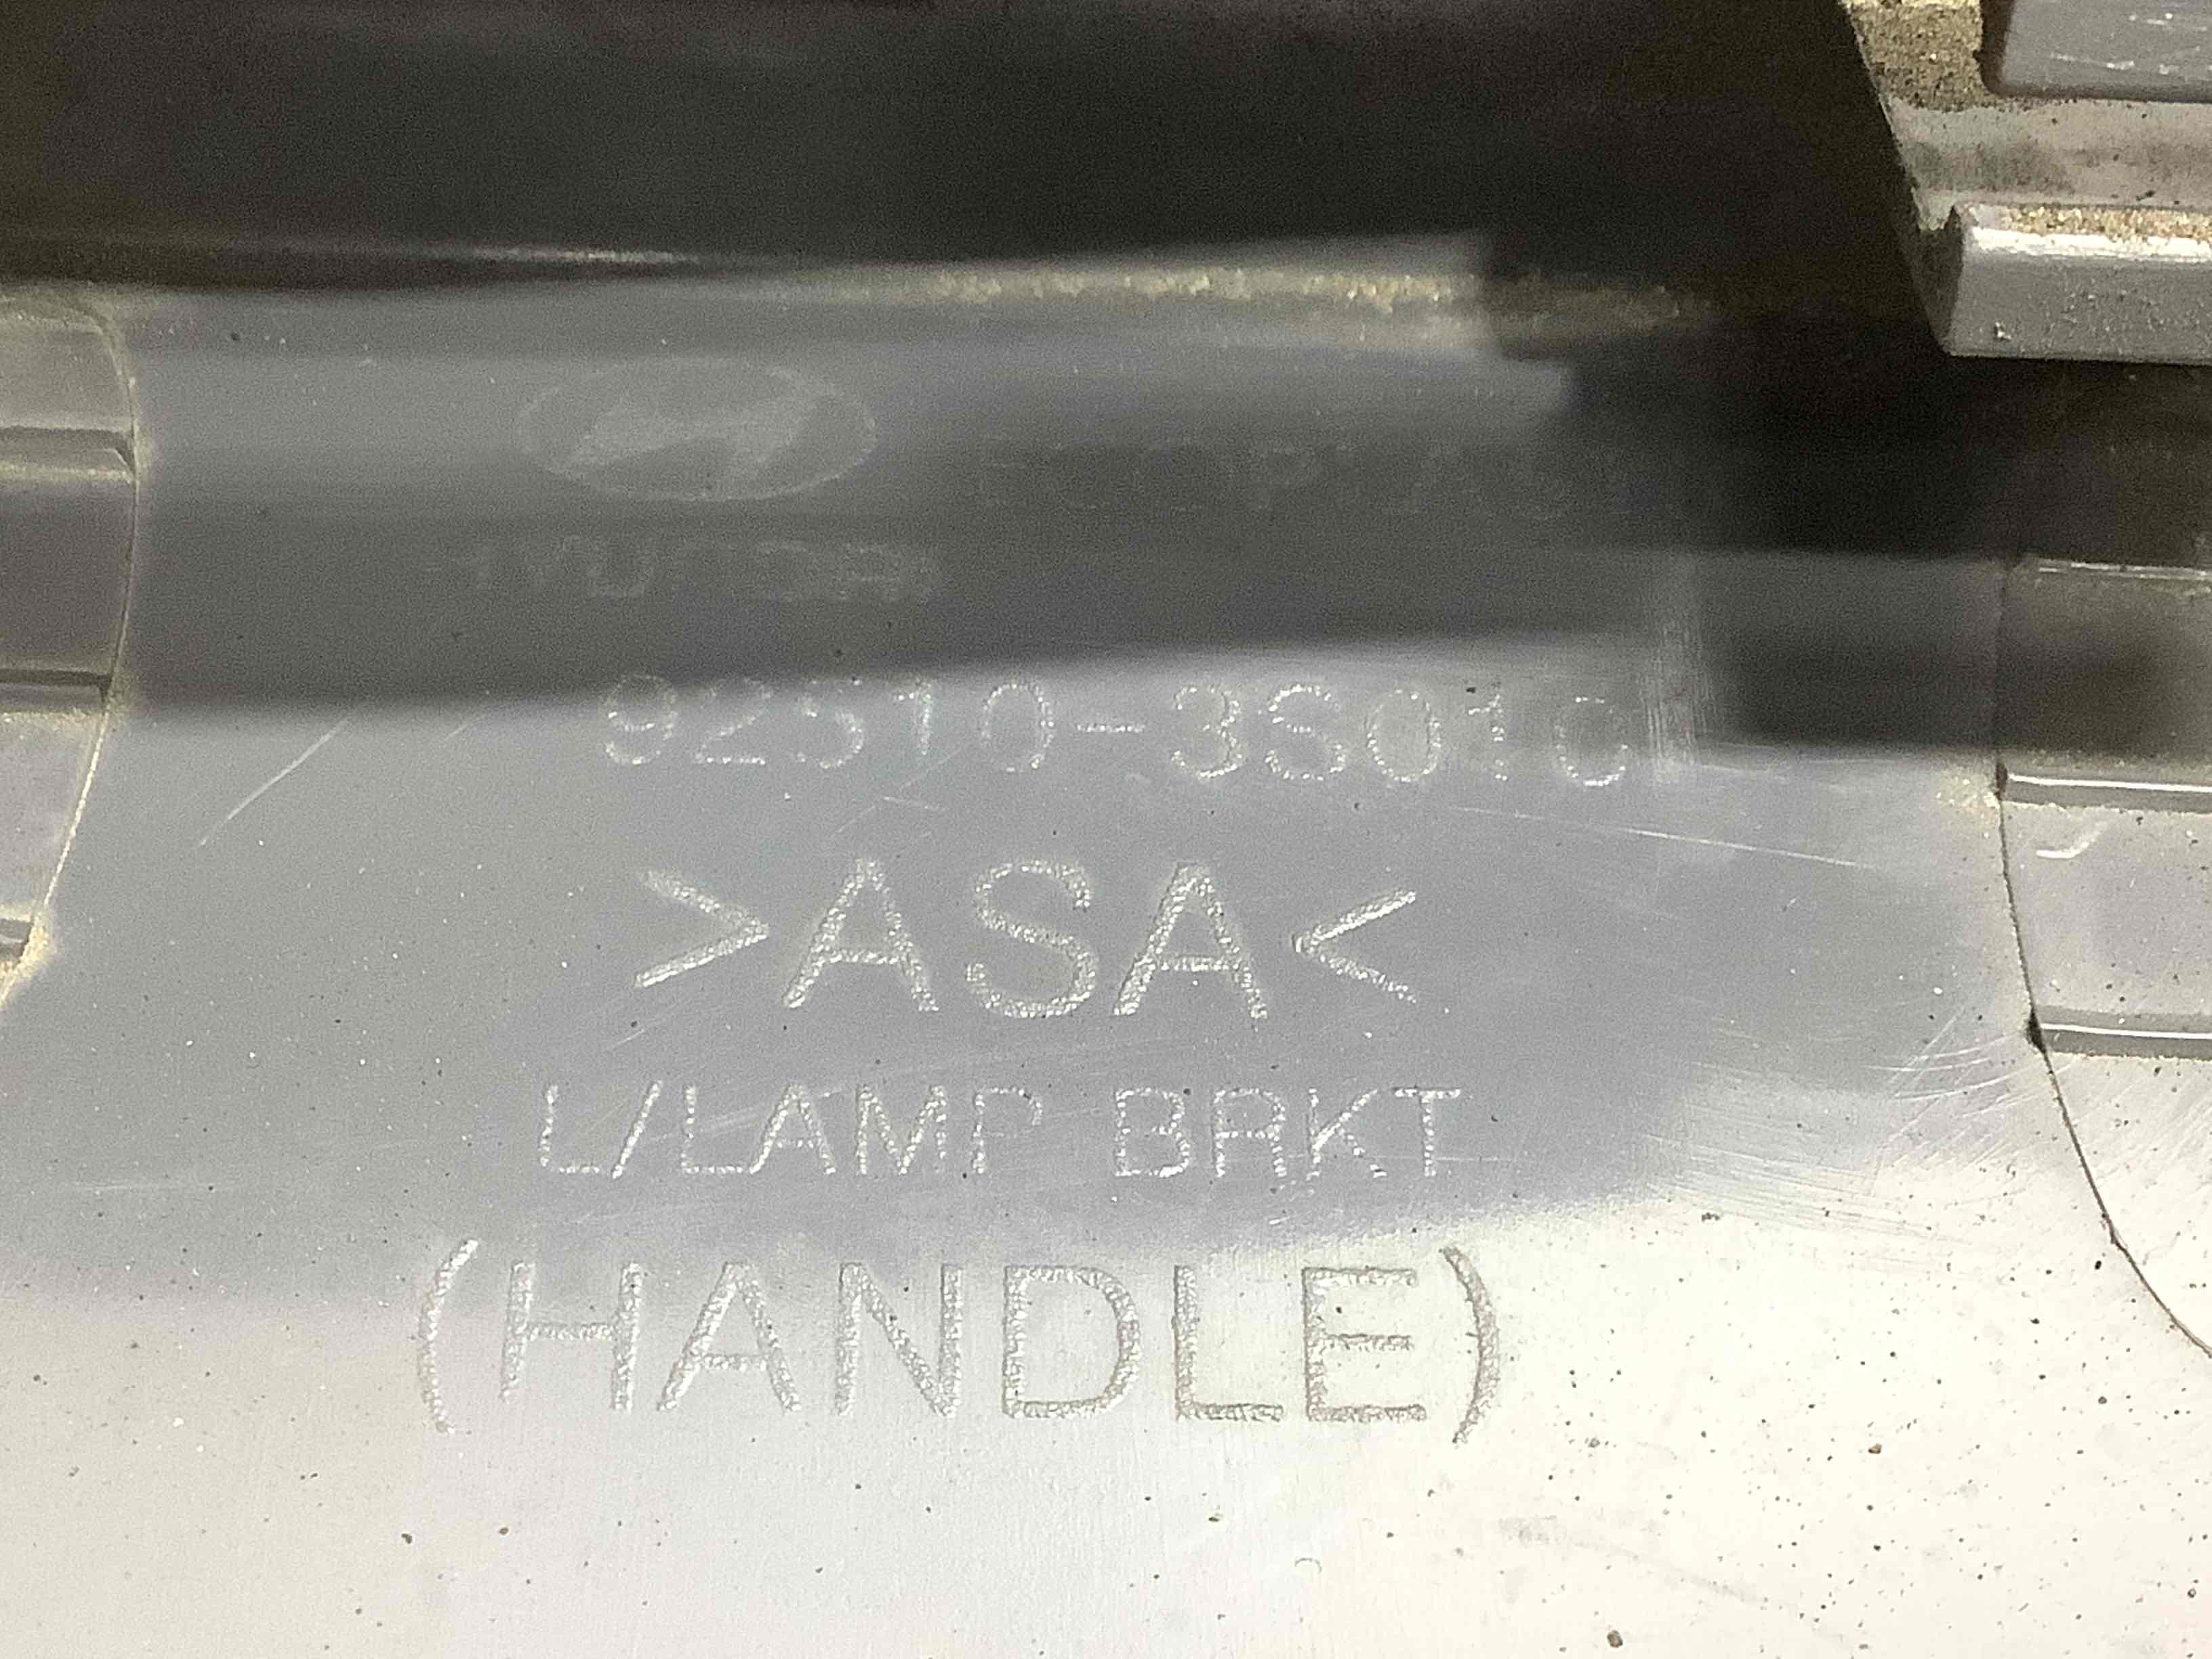 92510-3S010
>ASA<
L/LAMP BRKT
(HANDLE)